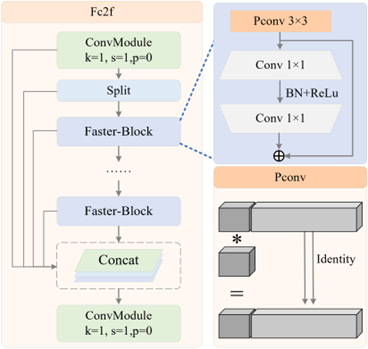 Fc2f
ConvModule
k=1, s=1,p=0
Split
Faster-Block
......
Faster-Block
Concat
ConvModule
k=1, s=1,p=0
Pconv 3×3
Conv 1×1
BN+ReLu
Conv 1×1
Pconv
*
Identity
=